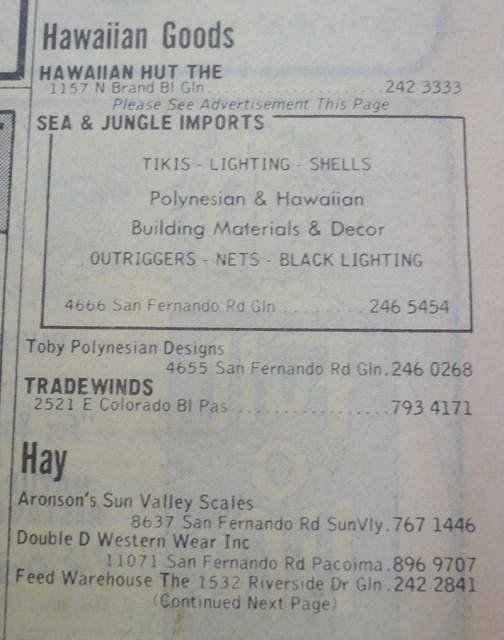 Hawaiian Goods
HAWAIIAN HUT THE
1157 N Brand Bl Gln....................242 3333
Please See Advertisement This Page
SEA & JUNGLE IMPORTS
TIKIS - LIGHTING - SHELLS
Polynesian & Hawaiian
Building Materials & Decor
OUTRIGGERS - NETS - BLACK LIGHTING
4666 San Fernando Rd Gln.........246 5454
Toby Polynesian Designs
4655 San Fernando Rd Gln.246 0268
TRADEWINDS
2521 E Colorado Bl Pas................793 4171
Hay
Aronson's Sun Valley Scales
8637 San Fernando Rd SunVly.767 1446
Double D Western Wear Inc
11071 San Fernando Rd Pacoima.896 9707
Feed Warehouse The 1532 Riverside Dr Gln.242 2841
(Continued Next Page)